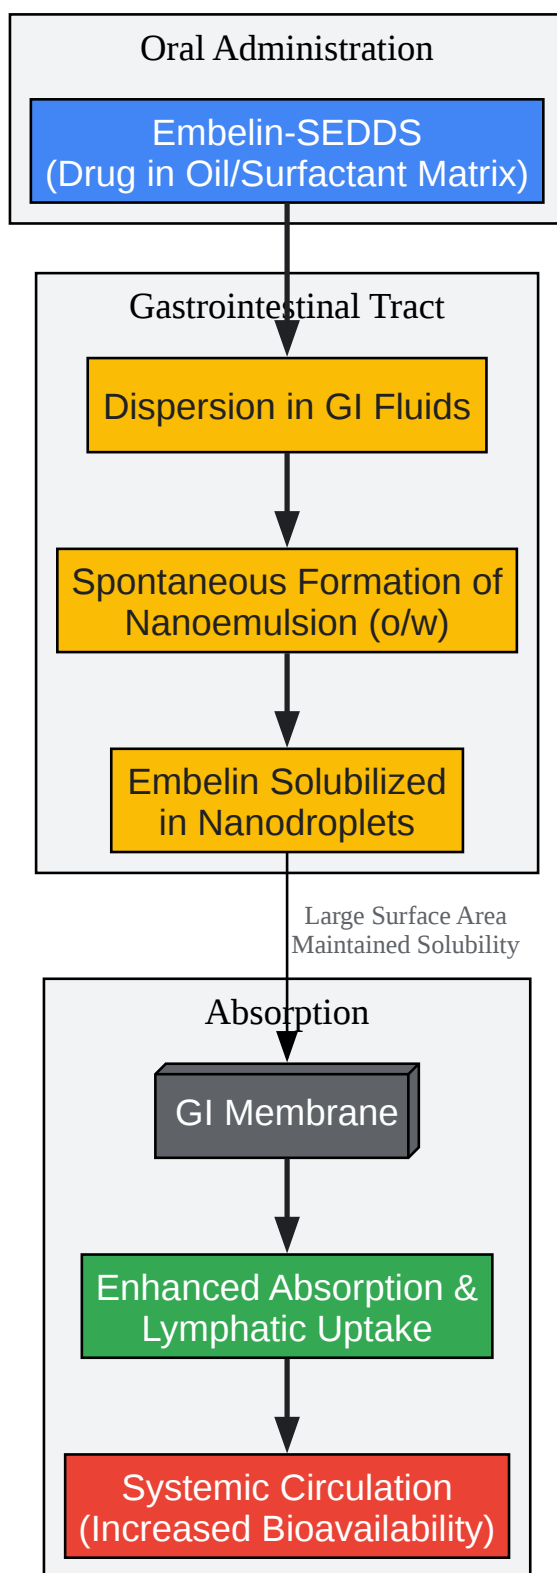 Oral Administration
Embelin-SEDDS
(Drug in Oil/Surfactant Matrix)
Gastrointestinal Tract
Dispersion in GI Fluids
Spontaneous Formation of
Nanoemulsion (o/w)
Embelin Solubilized
in Nanodroplets
Large Surface Area
Maintained Solubility
Absorption
GI Membrane
Enhanced Absorption &
Lymphatic Uptake
Systemic Circulation
(Increased Bioavailability)